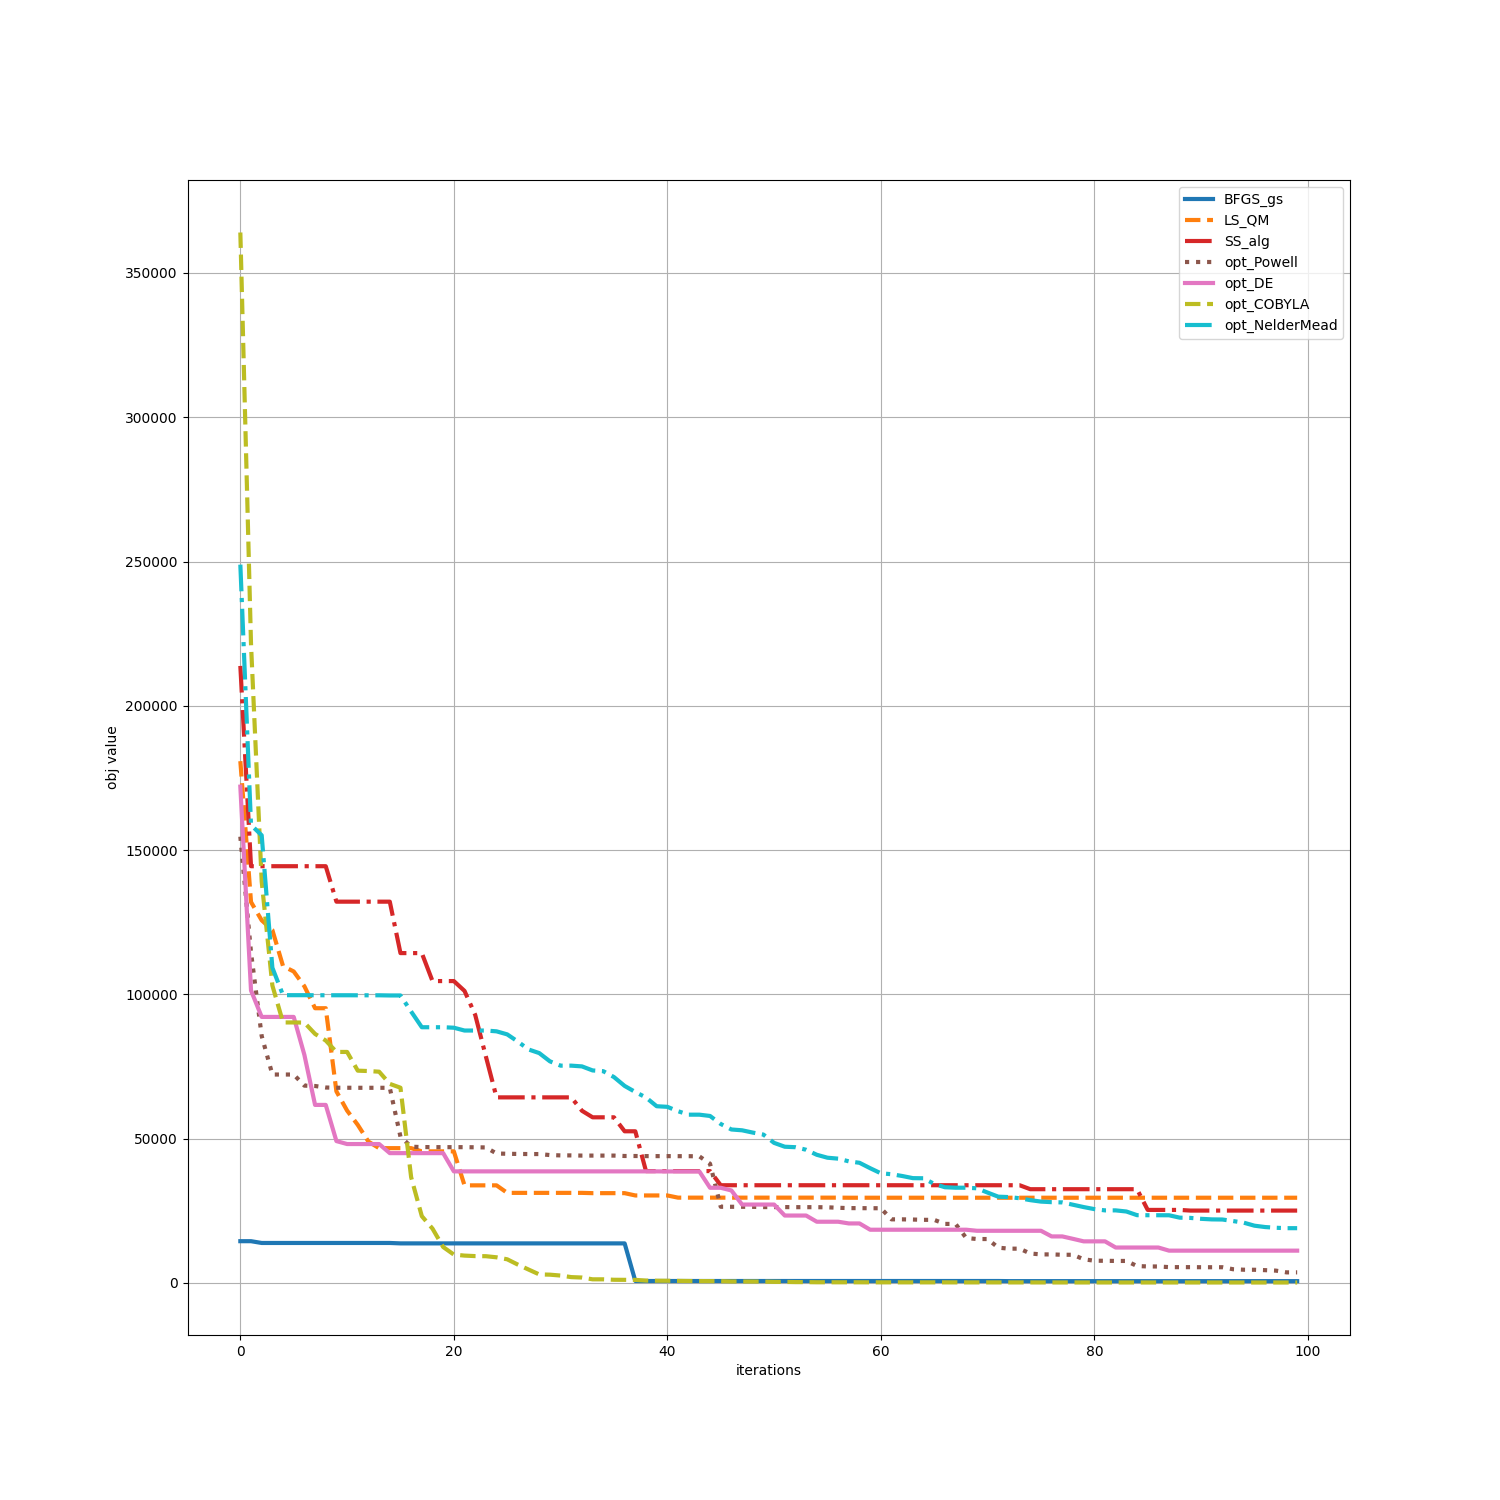 BFGS_gs
LS_QM
SS_alg
opt_Powell
opt_DE
opt_COBYLA
opt_NelderMead
350000
300000
250000
200000
150000
100000
50000
0
obj value
0 20 40 60 80 100
iterations